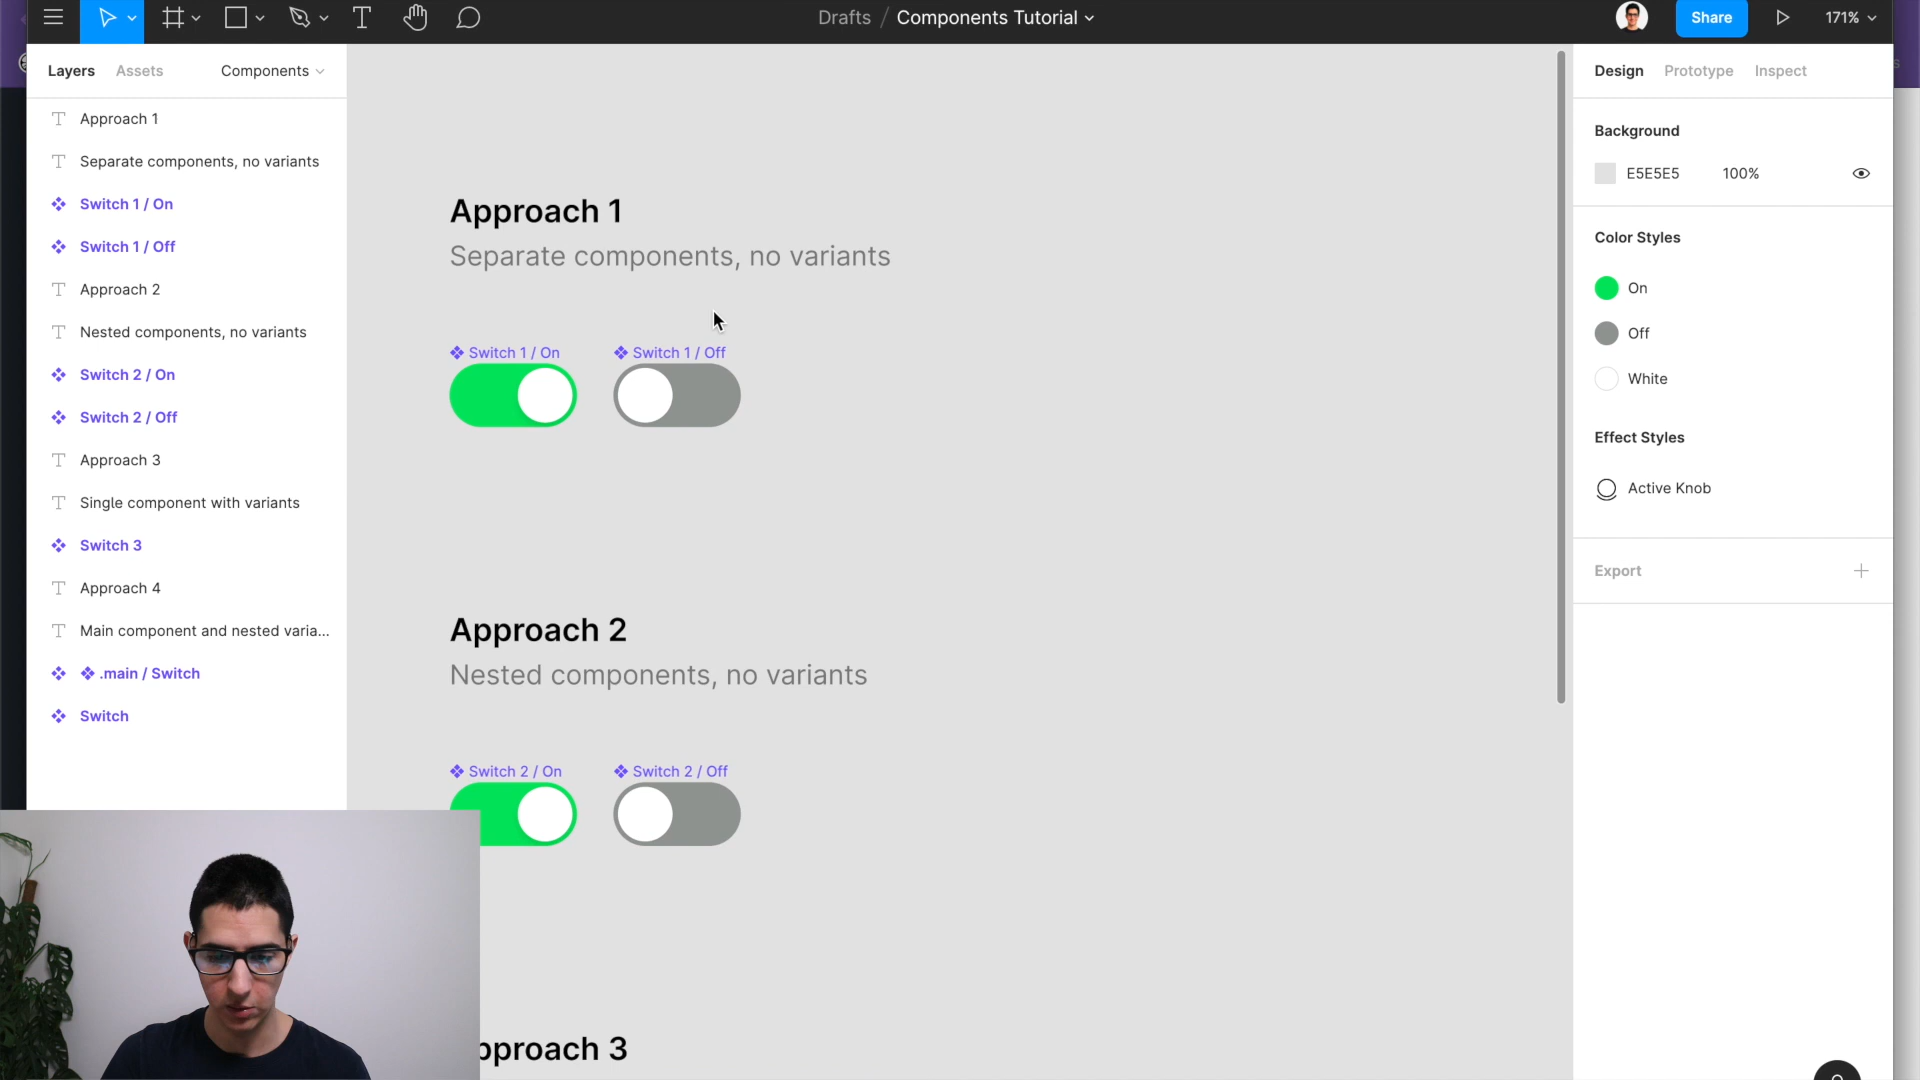 Drafts / Components Tutorial
Share
171%
Layers
Assets
Components
Approach 1
Separate components, no variants
Switch 1 / On
Switch 1 / Off
Approach 2
Nested components, no variants
Switch 2 / On
Switch 2 / Off
Approach 3
Single component with variants
Switch 3
Approach 4
Main component and nested varia...
.main / Switch
Switch
Approach 1
Separate components, no variants
Switch 1 / On
Switch 1 / Off
Approach 2
Nested components, no variants
Switch 2 / On
Switch 2 / Off
pproach 3
Design
Prototype
Inspect
Background
E5E5E5
100%
Color Styles
On
Off
White
Effect Styles
Active Knob
Export